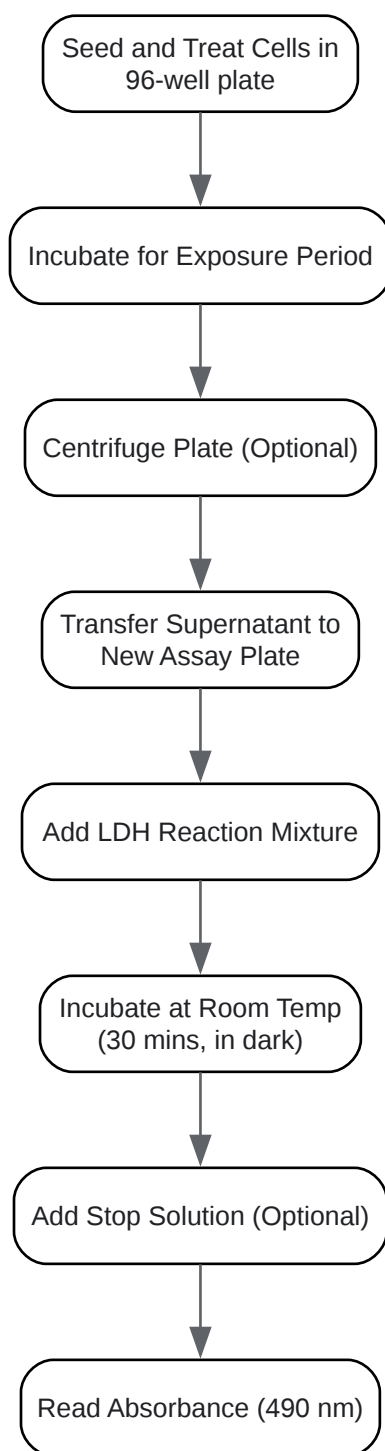 Seed and Treat Cells in
96-well plate
Incubate for Exposure Period
Centrifuge Plate (Optional)
Transfer Supernatant to
New Assay Plate
Add LDH Reaction Mixture
Incubate at Room Temp
(30 mins, in dark)
Add Stop Solution (Optional)
Read Absorbance (490 nm)